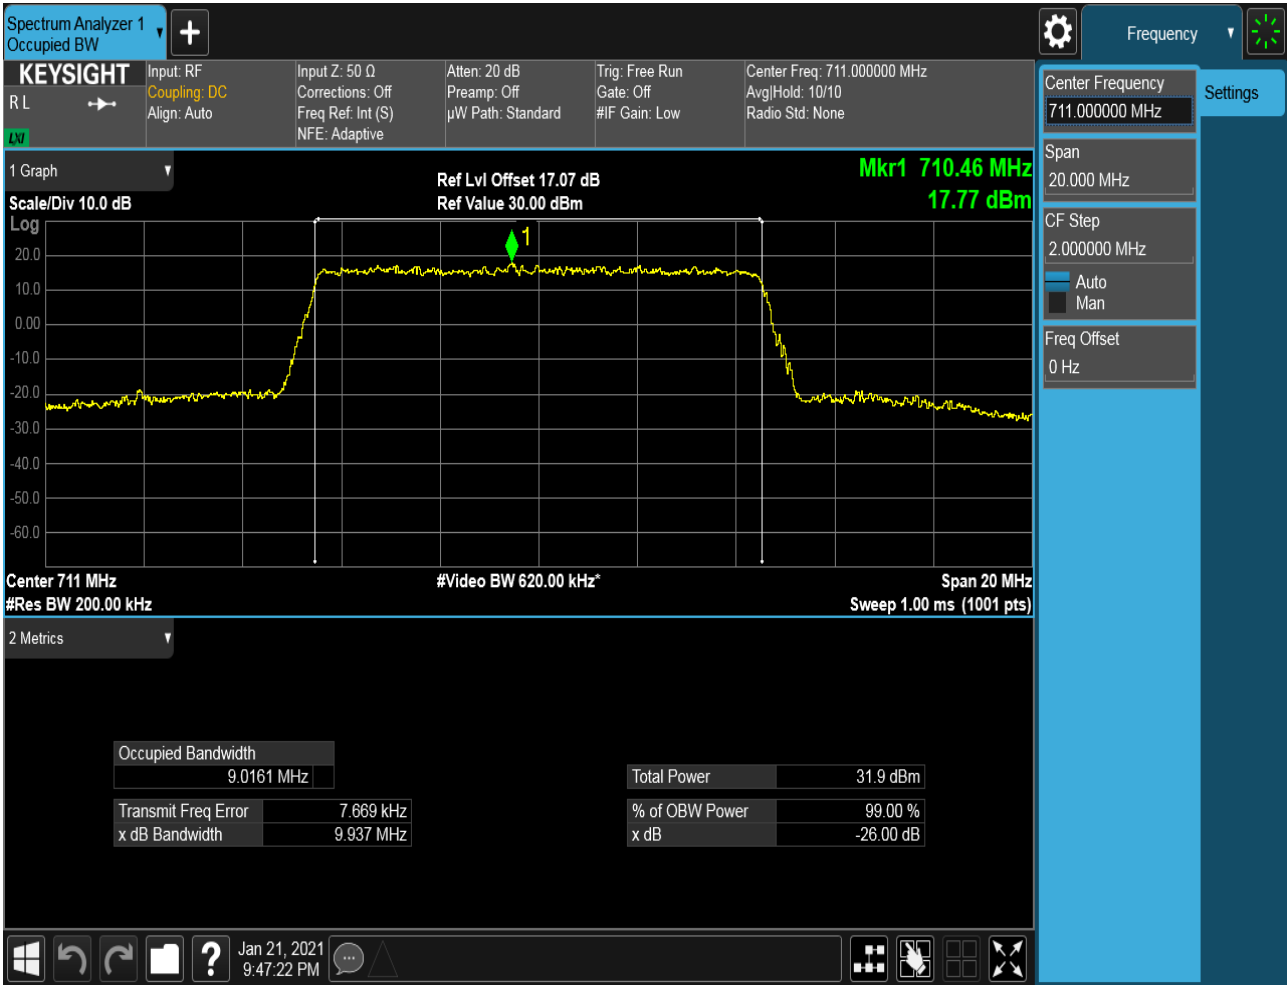 Spectrum Analyzer 1
Occupied BW
+
Frequency
KEYSIGHT
R L
LXI
Input: RF
Coupling: DC
Align: Auto
Input Z: 50 Ω
Corrections: Off
Freq Ref: Int (S)
NFE: Adaptive
Atten: 20 dB
Preamp: Off
µW Path: Standard
Trig: Free Run
Gate: Off
#IF Gain: Low
Center Freq: 711.000000 MHz
Avg|Hold: 10/10
Radio Std: None
Center Frequency
711.000000 MHz
Settings
Span
20.000 MHz
CF Step
2.000000 MHz
Auto
Man
Freq Offset
0 Hz
1 Graph
Scale/Div 10.0 dB
Ref Lvl Offset 17.07 dB
Ref Value 30.00 dBm
Mkr1 710.46 MHz
17.77 dBm
Log
1
20.0
10.0
0.00
-10.0
-20.0
-30.0
-40.0
-50.0
-60.0
Center 711 MHz
#Res BW 200.00 kHz
#Video BW 620.00 kHz*
Span 20 MHz
Sweep 1.00 ms (1001 pts)
2 Metrics
Occupied Bandwidth
9.0161 MHz
Total Power 31.9 dBm
Transmit Freq Error 7.669 kHz
% of OBW Power 99.00 %
x dB Bandwidth 9.937 MHz
x dB -26.00 dB
?
Jan 21, 2021
9:47:22 PM